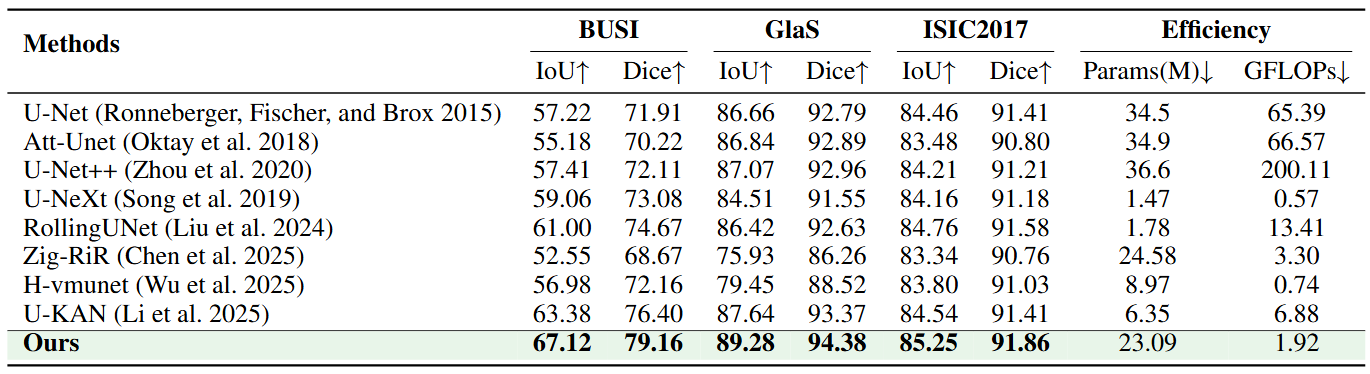 Methods BUSI GlaS ISIC2017 Efficiency
IoU↑ Dice↑ IoU↑ Dice↑ IoU↑ Dice↑ Params(M)↓ GFLOPs↓
U-Net (Ronneberger, Fischer, and Brox 2015) 57.22 71.91 86.66 92.79 84.46 91.41 34.5 65.39
Att-Unet (Oktay et al. 2018) 55.18 70.22 86.84 92.89 83.48 90.80 34.9 66.57
U-Net++ (Zhou et al. 2020) 57.41 72.11 87.07 92.96 84.21 91.21 36.6 200.11
U-NeXt (Song et al. 2019) 59.06 73.08 84.51 91.55 84.16 91.18 1.47 0.57
RollingUNet (Liu et al. 2024) 61.00 74.67 86.42 92.63 84.76 91.58 1.78 13.41
Zig-RiR (Chen et al. 2025) 52.55 68.67 75.93 86.26 83.34 90.76 24.58 3.30
H-vmunet (Wu et al. 2025) 56.98 72.16 79.45 88.52 83.80 91.03 8.97 0.74
U-KAN (Li et al. 2025) 63.38 76.40 87.64 93.37 84.54 91.41 6.35 6.88
Ours 67.12 79.16 89.28 94.38 85.25 91.86 23.09 1.92